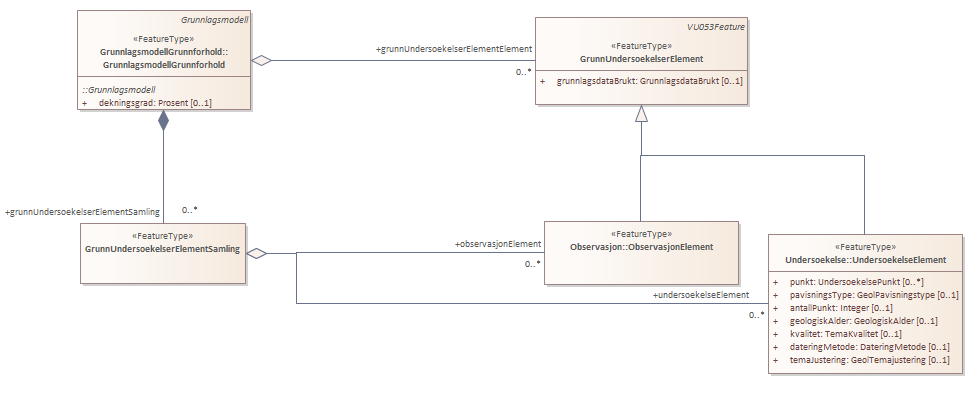 Grunnlagsmodell
«FeatureType»
GrunnlagsmodellGrunnforhold::
GrunnlagsmodellGrunnforhold
::Grunnlagsmodell
+ dekningsgrad: Prosent [0..1]
+grunnUndersoekelserElementElement
0..*
VU053Feature
«FeatureType»
GrunnUndersoekelserElement
+ grunnlagsdataBrukt: GrunnlagsdataBrukt [0..1]
+grunnUndersoekelserElementSamling
0..*
«FeatureType»
GrunnUndersoekelserElementSamling
+observasjonElement
0..*
«FeatureType»
Observasjon::ObservasjonElement
+undersoekelseElement
0..*
«FeatureType»
Undersoekelse::UndersoekelseElement
+ punkt: UndersoekelsePunkt [0..*]
+ pavisningsType: GeolPavisningstype [0..1]
+ antallPunkt: Integer [0..1]
+ geologiskAlder: GeologiskAlder [0..1]
+ kvalitet: TemaKvalitet [0..1]
+ dateringMetode: DateringMetode [0..1]
+ temaJustering: GeolTemajustering [0..1]